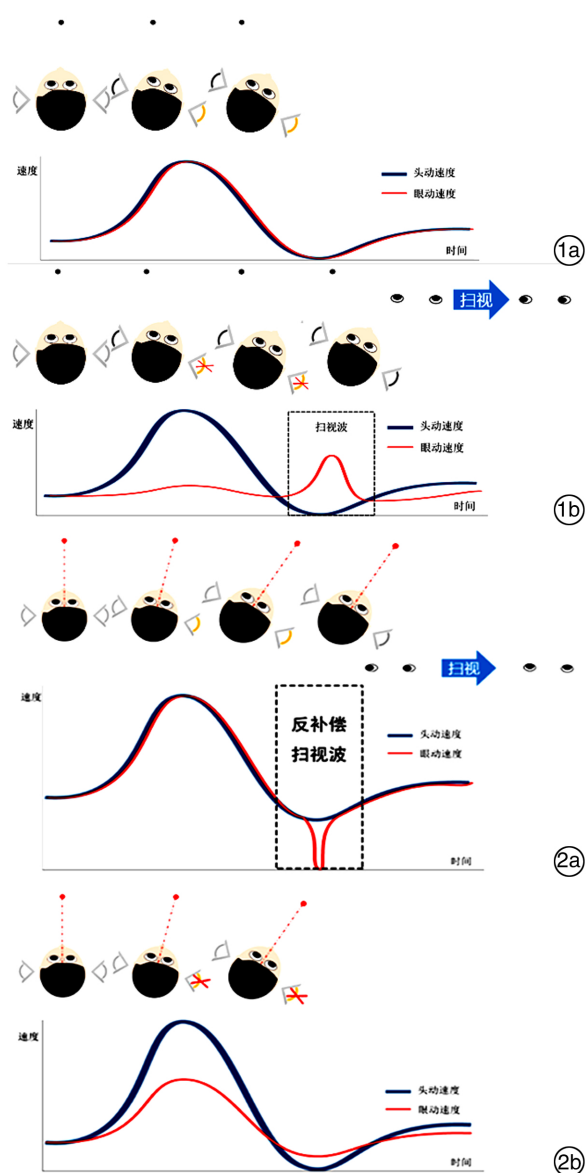 速度
头动速度
眼动速度
时间
1a
扫视
速度
扫视波
头动速度
眼动速度
时间
1b
扫视
速度
反补偿
扫视波
头动速度
眼动速度
时间
2a
速度
头动速度
眼动速度
时间
2b